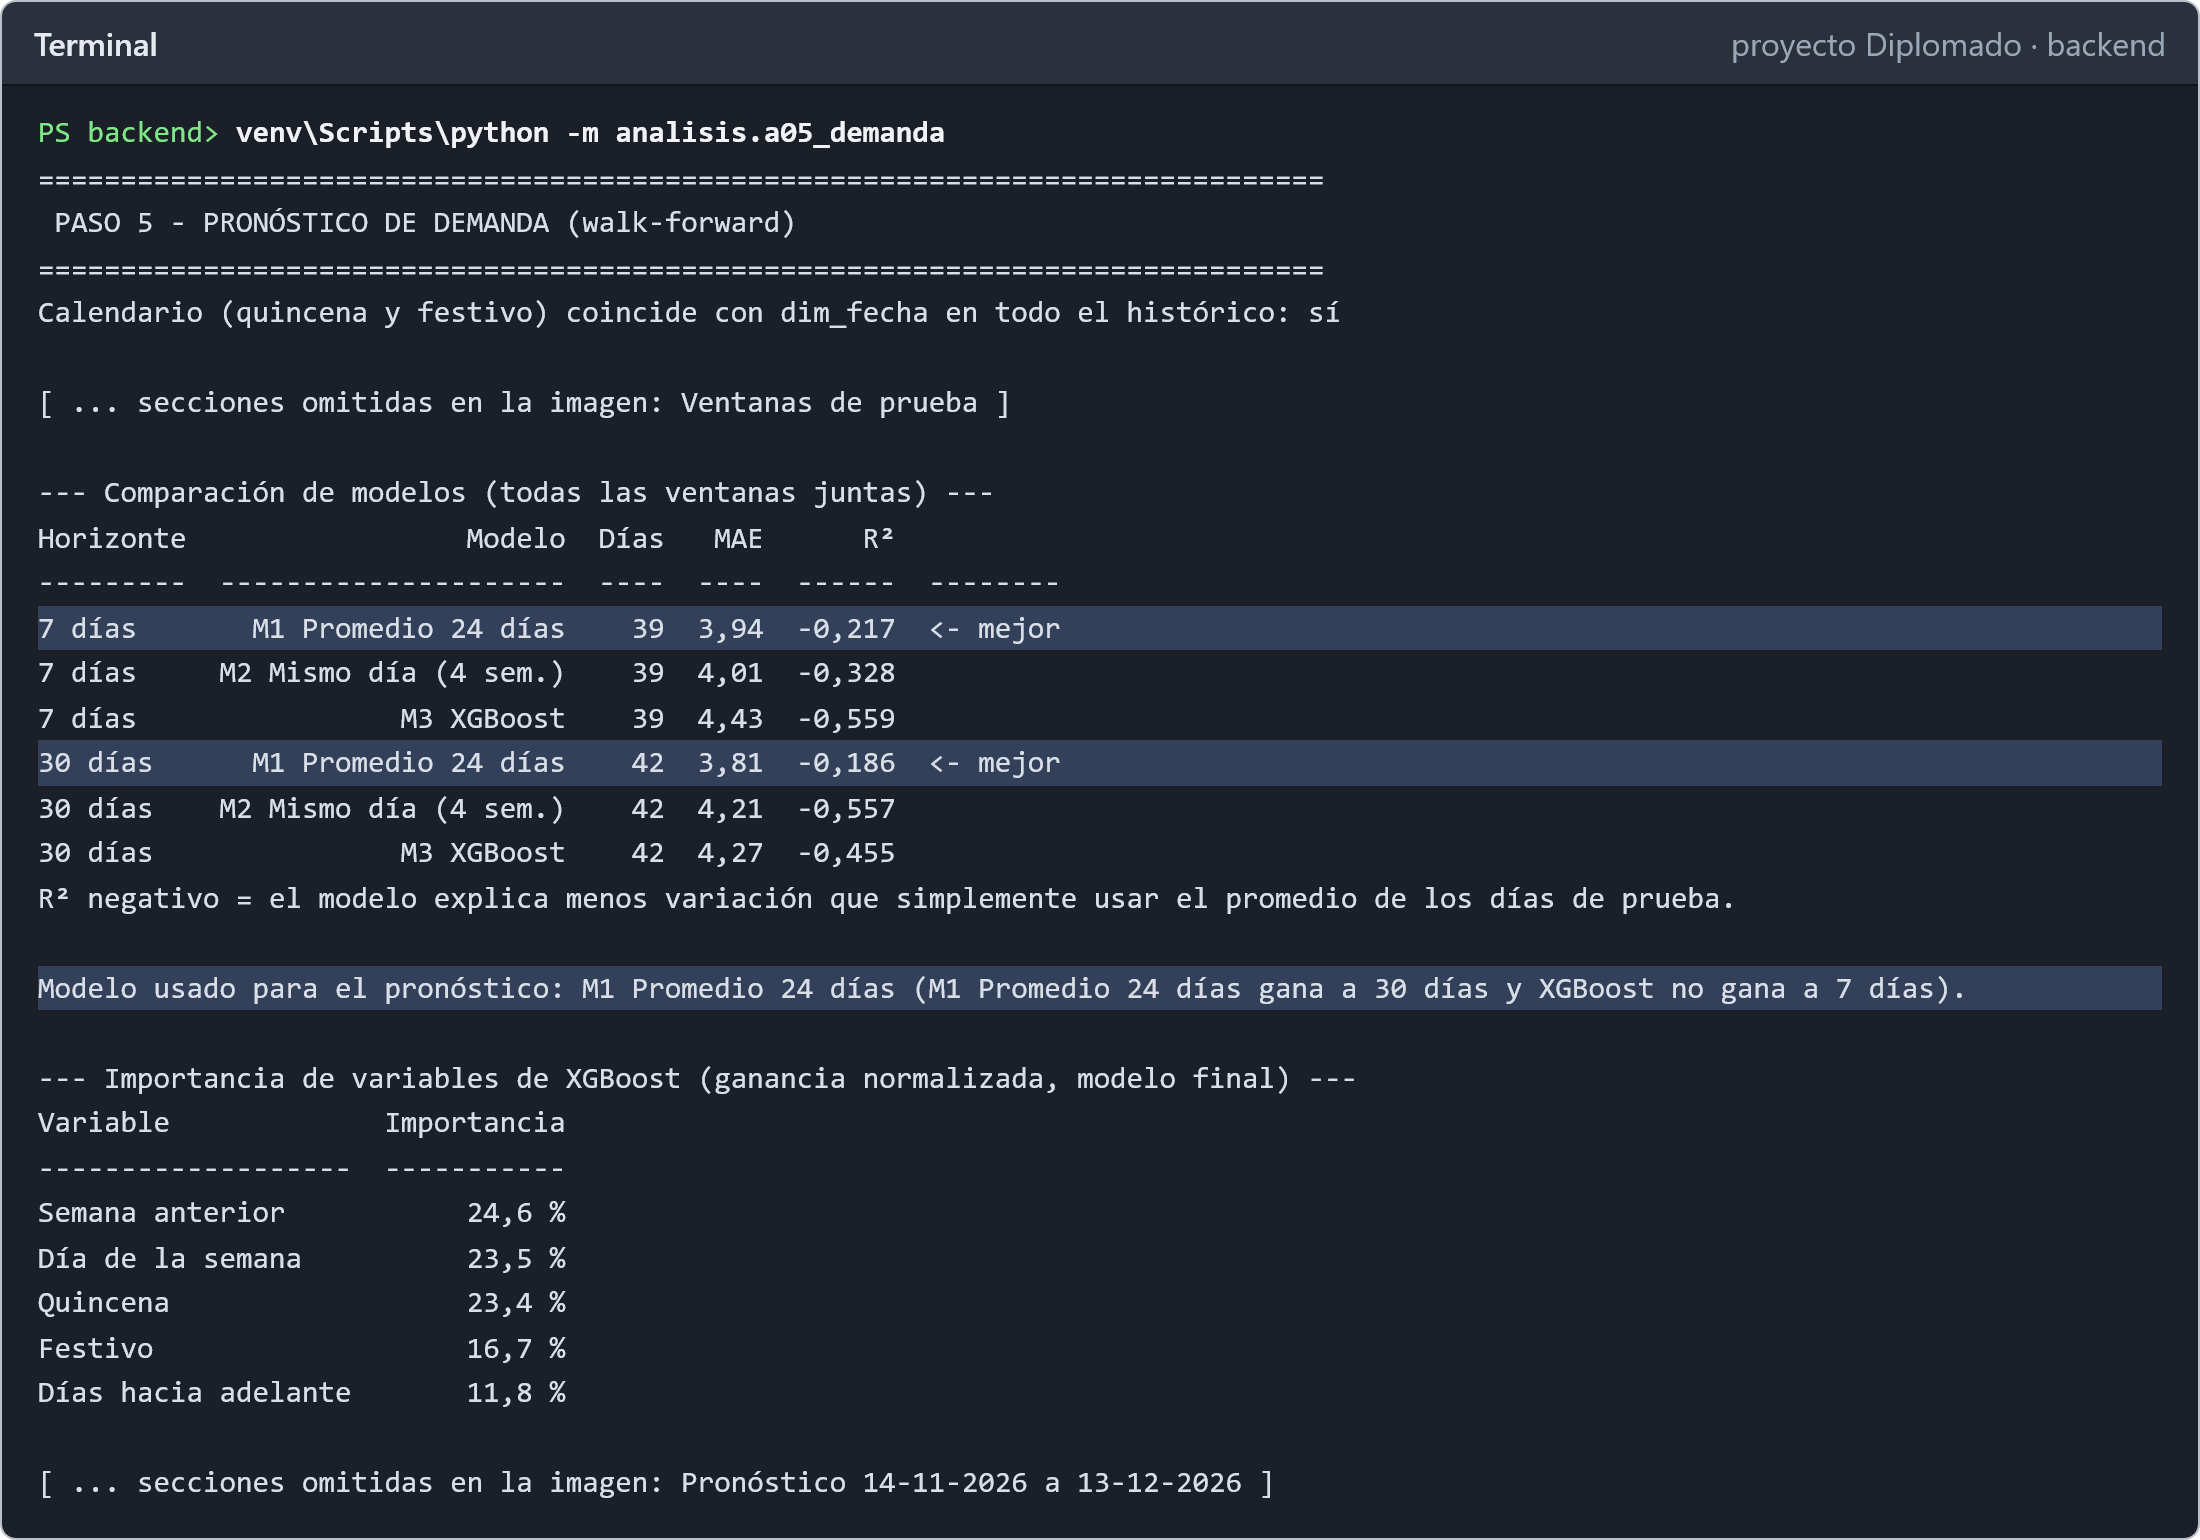 Terminal
proyecto Diplomado · backend
PS backend> venv\Scripts\python -m analisis.a05_demanda
==============================================================================
PASO 5 - PRONÓSTICO DE DEMANDA (walk-forward)
==============================================================================
Calendario (quincena y festivo) coincide con dim_fecha en todo el histórico: sí
[ ... secciones omitidas en la imagen: Ventanas de prueba ]
--- Comparación de modelos (todas las ventanas juntas) ---
Horizonte                 Modelo  Días   MAE      R²
---------  ---------------------  ----  ----  ------  --------
7 días       M1 Promedio 24 días    39  3,94  -0,217  <- mejor
7 días     M2 Mismo día (4 sem.)    39  4,01  -0,328
7 días                M3 XGBoost    39  4,43  -0,559
30 días      M1 Promedio 24 días    42  3,81  -0,186  <- mejor
30 días    M2 Mismo día (4 sem.)    42  4,21  -0,557
30 días               M3 XGBoost    42  4,27  -0,455
R² negativo = el modelo explica menos variación que simplemente usar el promedio de los días de prueba.
Modelo usado para el pronóstico: M1 Promedio 24 días (M1 Promedio 24 días gana a 30 días y XGBoost no gana a 7 días).
--- Importancia de variables de XGBoost (ganancia normalizada, modelo final) ---
Variable             Importancia
-------------------  -----------
Semana anterior           24,6 %
Día de la semana          23,5 %
Quincena                  23,4 %
Festivo                   16,7 %
Días hacia adelante       11,8 %
[ ... secciones omitidas en la imagen: Pronóstico 14-11-2026 a 13-12-2026 ]